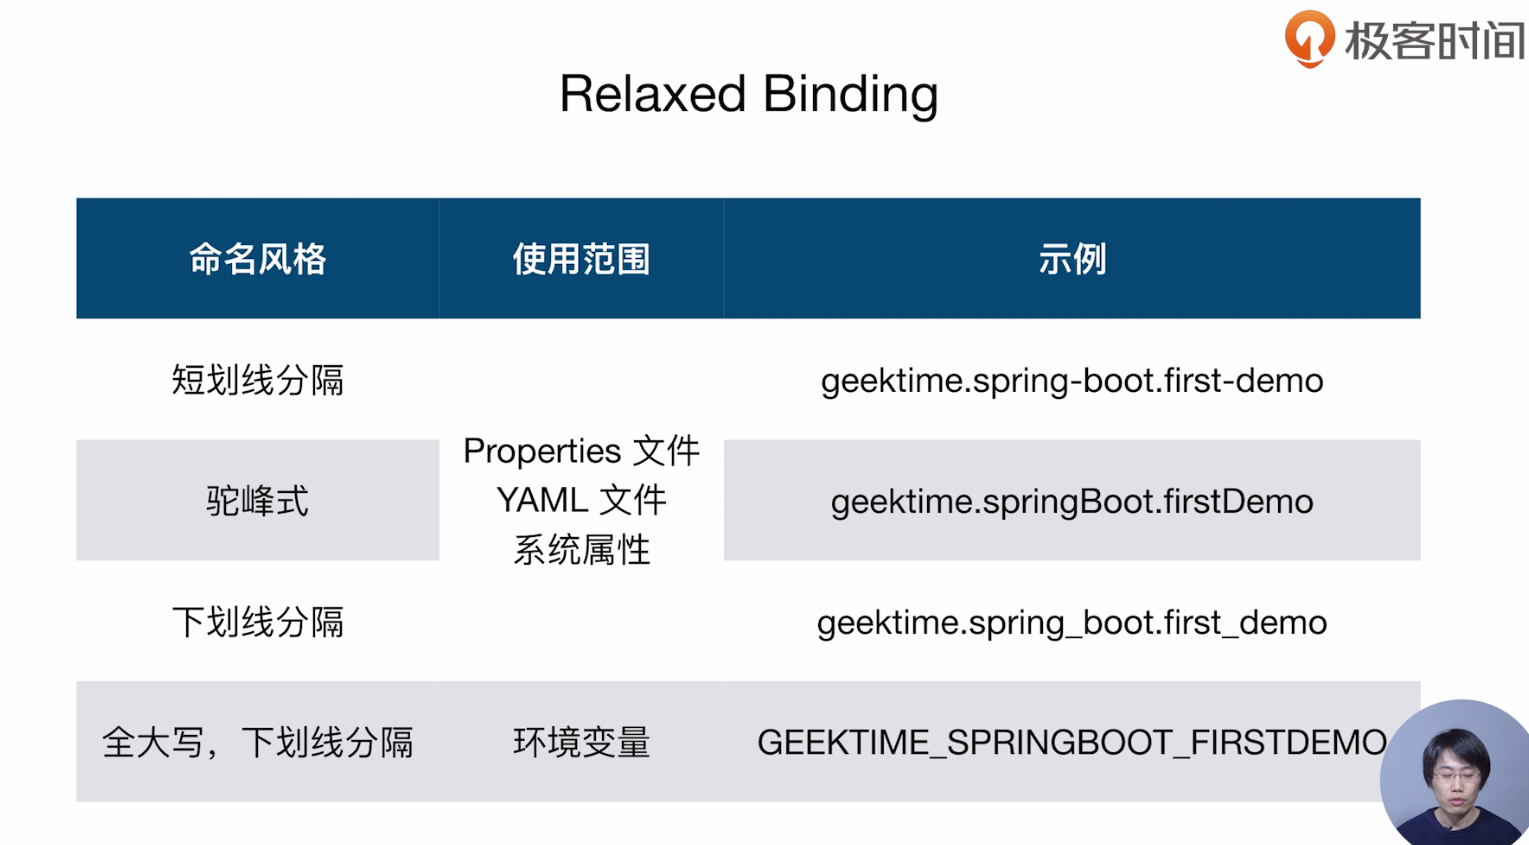 极客时间
Relaxed Binding
命名风格 使用范围 示例
短划线分隔 geektime.spring-boot.first-demo
Properties 文件
驼峰式 YAML 文件 geektime.springBoot.firstDemo
系统属性
下划线分隔 geektime.spring_boot.first_demo
全大写，下划线分隔 环境变量 GEEKTIME_SPRINGBOOT_FIRSTDEMO